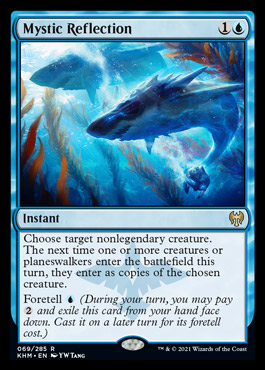 Mystic Reflection 1
Instant
Choose target nonlegendary creature.
The next time one or more creatures or
planeswalkers enter the battlefield this
turn, they enter as copies of the chosen
creature.
Foretell (During your turn, you may pay
2 and exile this card from your hand face
down. Cast it on a later turn for its foretell
cost.)
069/285 R
KHM • EN YW TANG
™ & © 2021 Wizards of the Coast